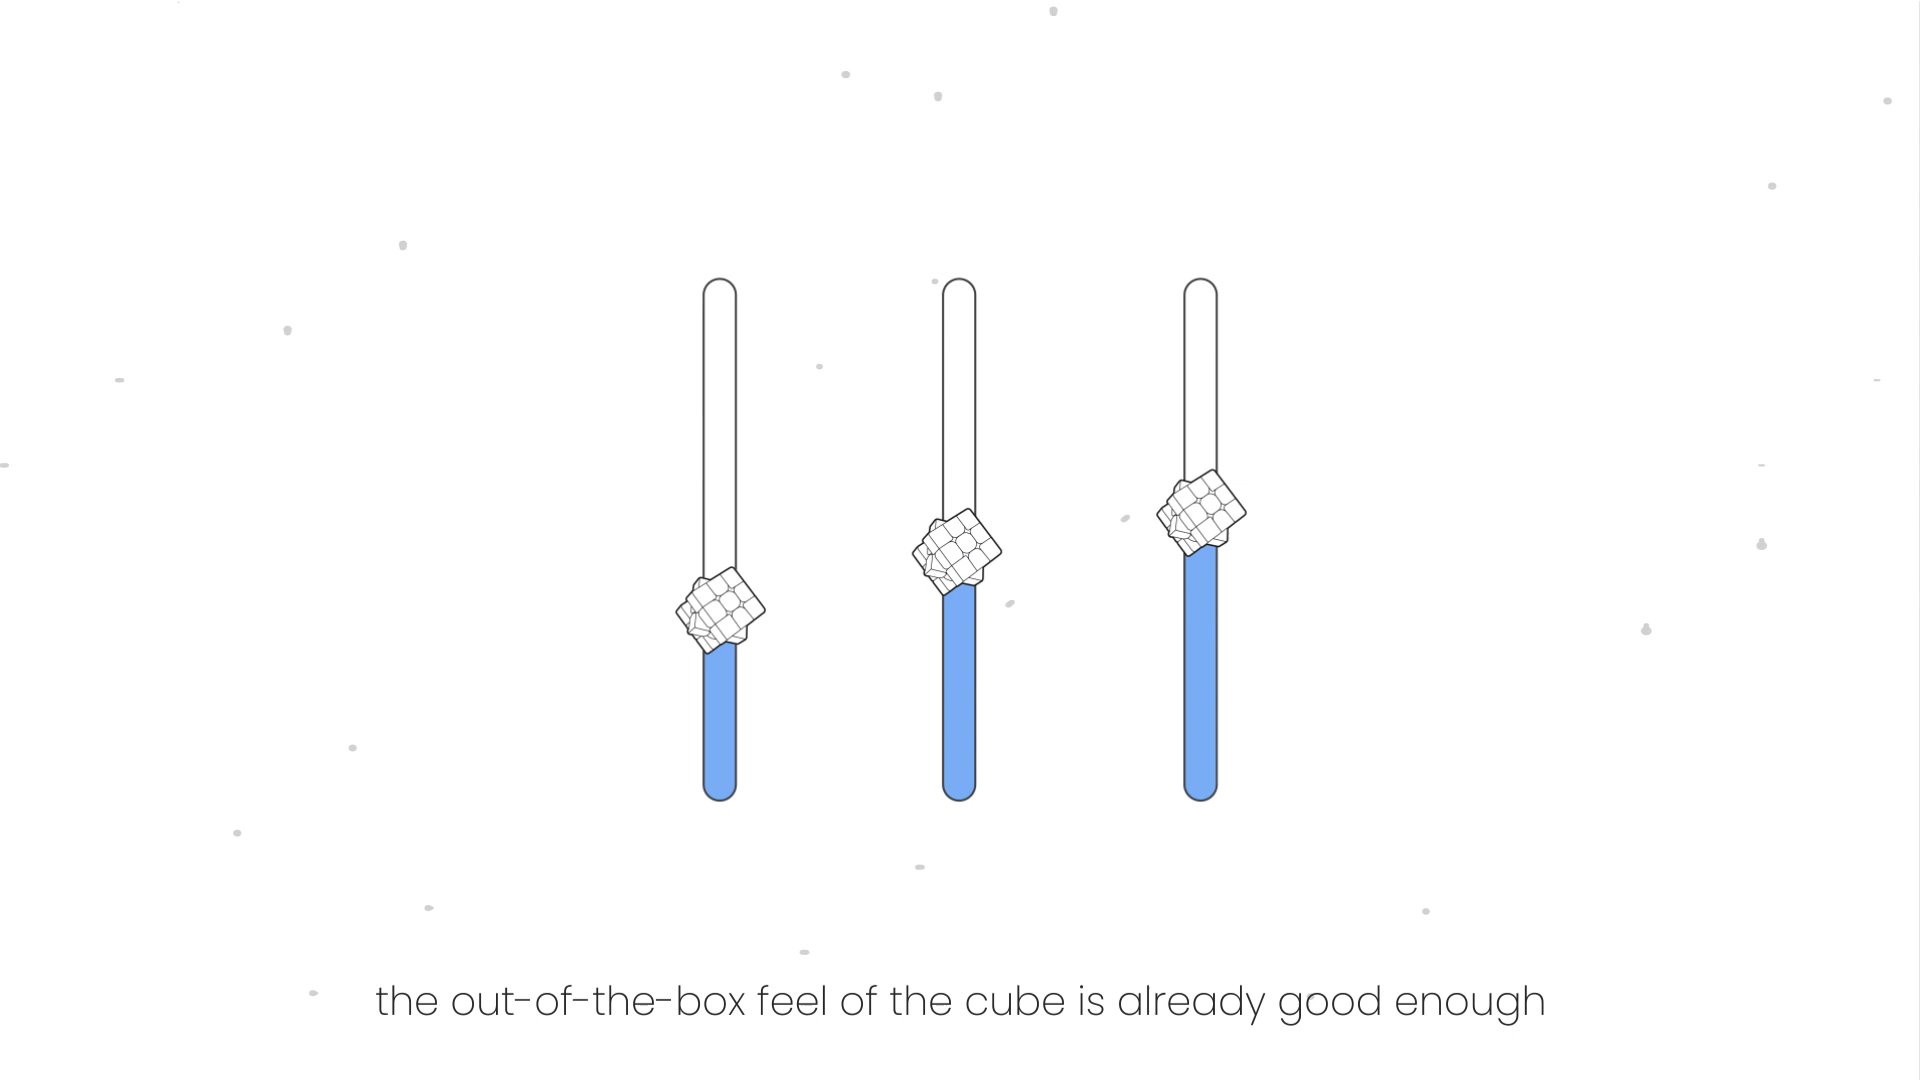 the out-of-the-box feel of the cube is already good enough